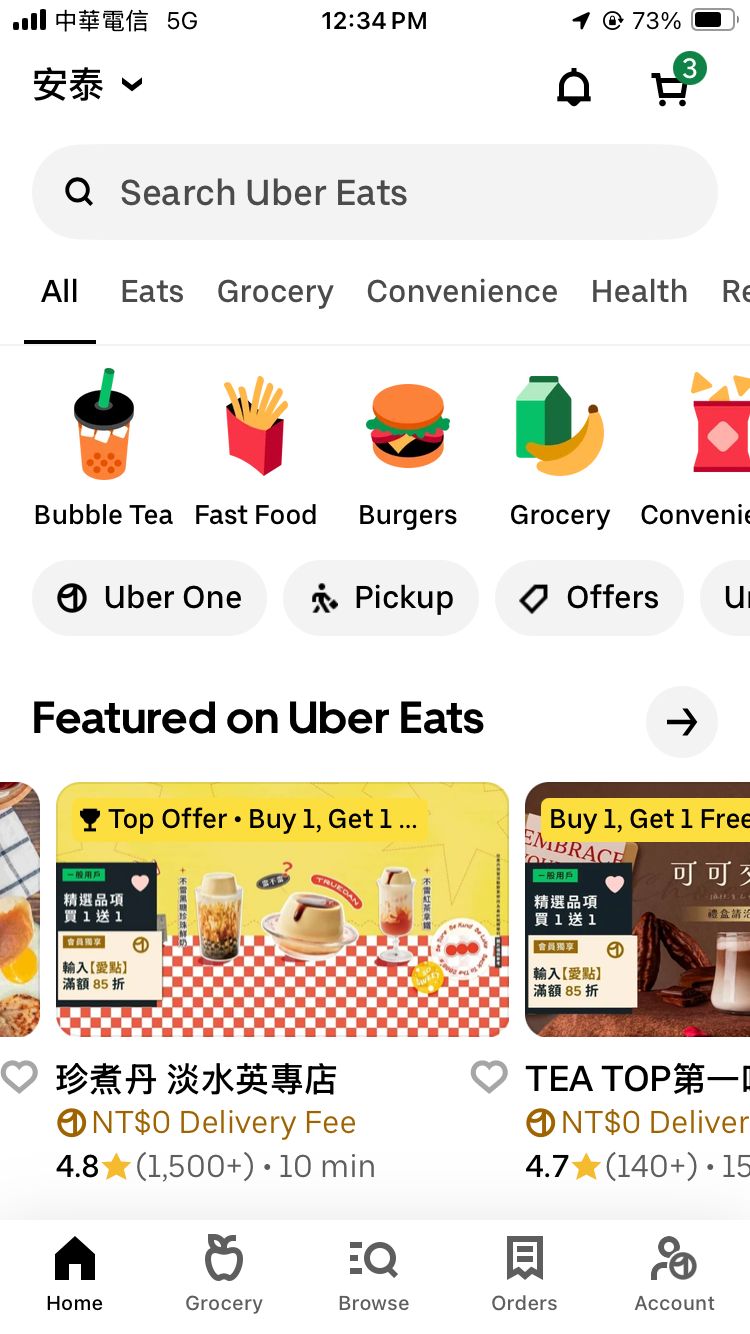 中華電信 5G 12:34 PM 73%
安泰
3
Search Uber Eats
All Eats Grocery Convenience Health Re
Bubble Tea Fast Food Burgers Grocery Convenie
Uber One Pickup Offers Un
Featured on Uber Eats
Top Offer • Buy 1, Get 1 ...
一般用戶
精選品項
買1送1
會員獨享
輸入【愛點】
滿額 85 折
TRUEDAN
Buy 1, Get 1 Free
EMBRACE
一般用戶
精選品項
買1送1
會員獨享
輸入【愛點】
滿額 85 折
可可
珍煮丹 淡水英專店
NT$0 Delivery Fee
4.8 (1,500+) • 10 min
TEA TOP第一
NT$0 Deliver
4.7 (140+) • 15
Home Grocery Browse Orders Account